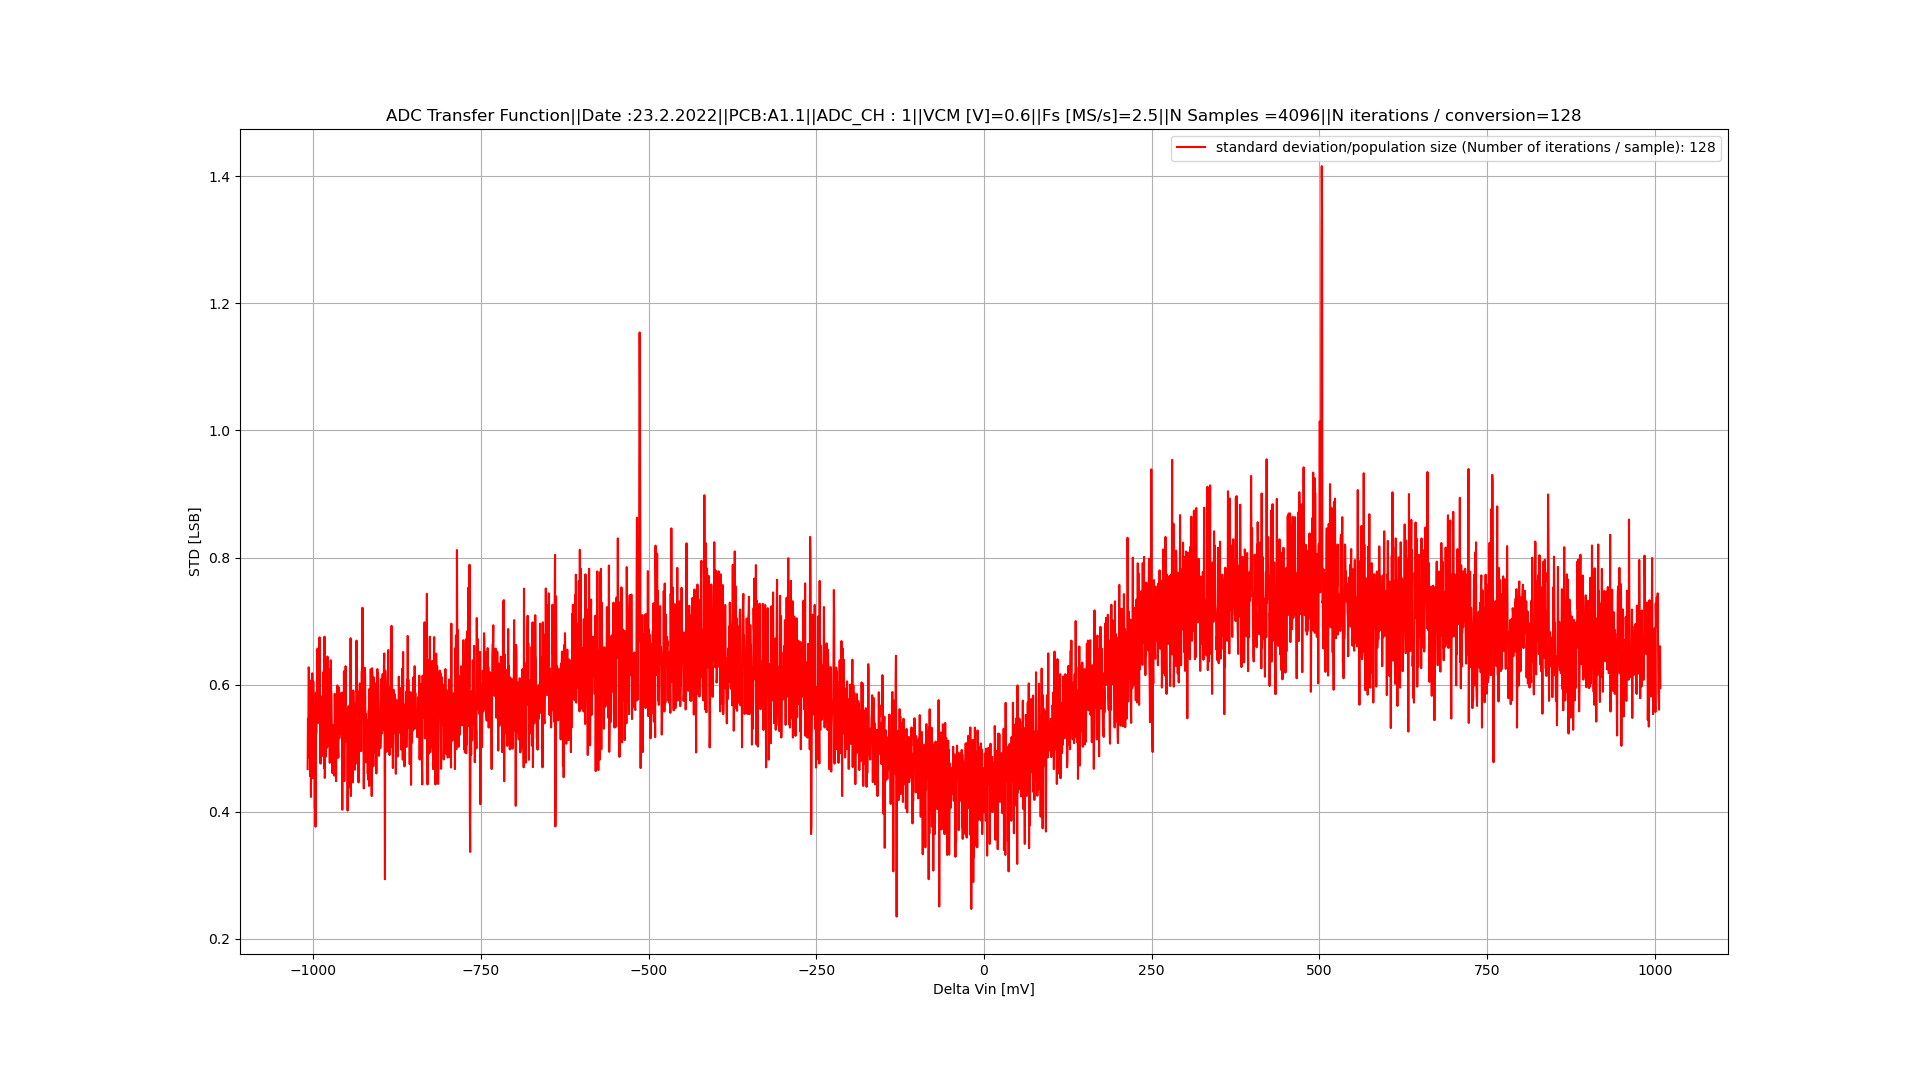 ADC Transfer Function||Date :23.2.2022||PCB:A1.1||ADC_CH : 1||VCM [V]=0.6||Fs [MS/s]=2.5||N Samples =4096||N iterations / conversion=128
standard deviation/population size (Number of iterations / sample): 128
1.4
1.2
1.0
0.8
0.6
0.4
0.2
STD [LSB]
−1000 −750 −500 −250 0 250 500 750 1000
Delta Vin [mV]